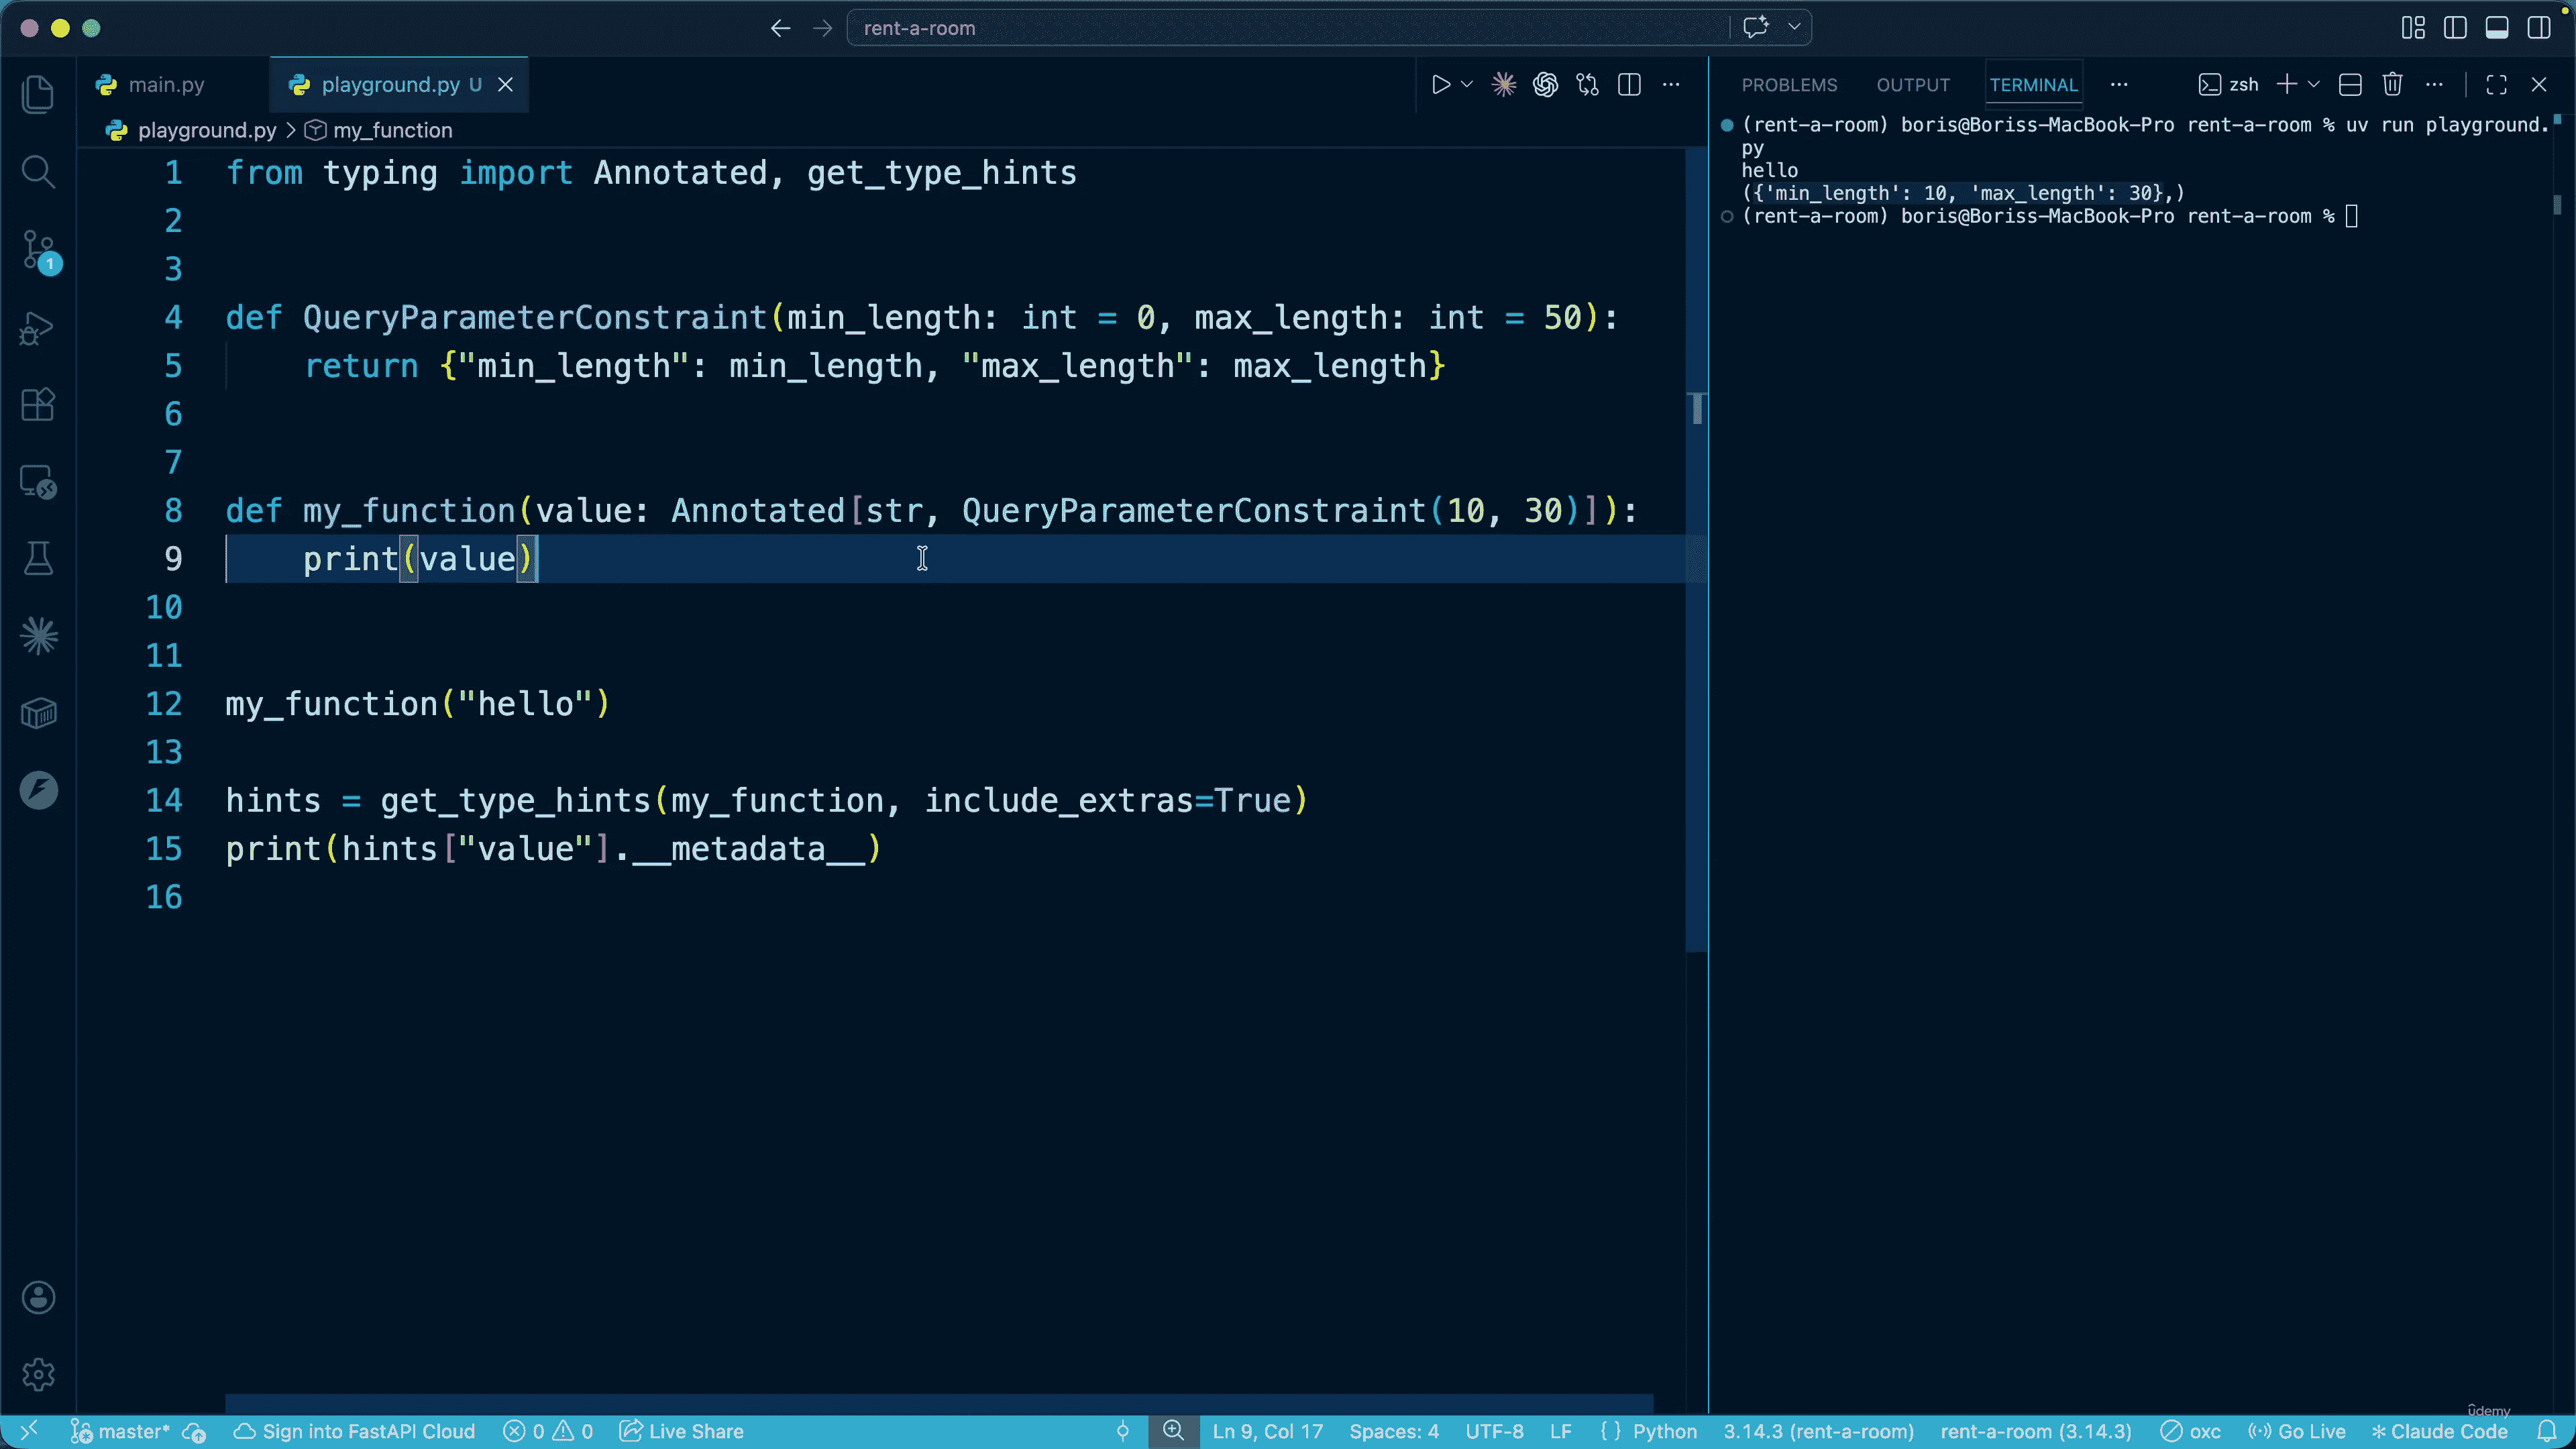 rent-a-room
main.py
playground.py U
playground.py > my_function
1 from typing import Annotated, get_type_hints
2
3
4 def QueryParameterConstraint(min_length: int = 0, max_length: int = 50):
5     return {"min_length": min_length, "max_length": max_length}
6
7
8 def my_function(value: Annotated[str, QueryParameterConstraint(10, 30)]):
9     print(value)
10
11
12 my_function("hello")
13
14 hints = get_type_hints(my_function, include_extras=True)
15 print(hints["value"].__metadata__)
16
PROBLEMS OUTPUT TERMINAL zsh
(rent-a-room) boris@Boriss-MacBook-Pro rent-a-room % uv run playground.
py
hello
({'min_length': 10, 'max_length': 30},)
(rent-a-room) boris@Boriss-MacBook-Pro rent-a-room %
1
udemy
master* Sign into FastAPI Cloud 0 0 Live Share Ln 9, Col 17 Spaces: 4 UTF-8 LF { } Python 3.14.3 (rent-a-room) rent-a-room (3.14.3) oxc Go Live Claude Code